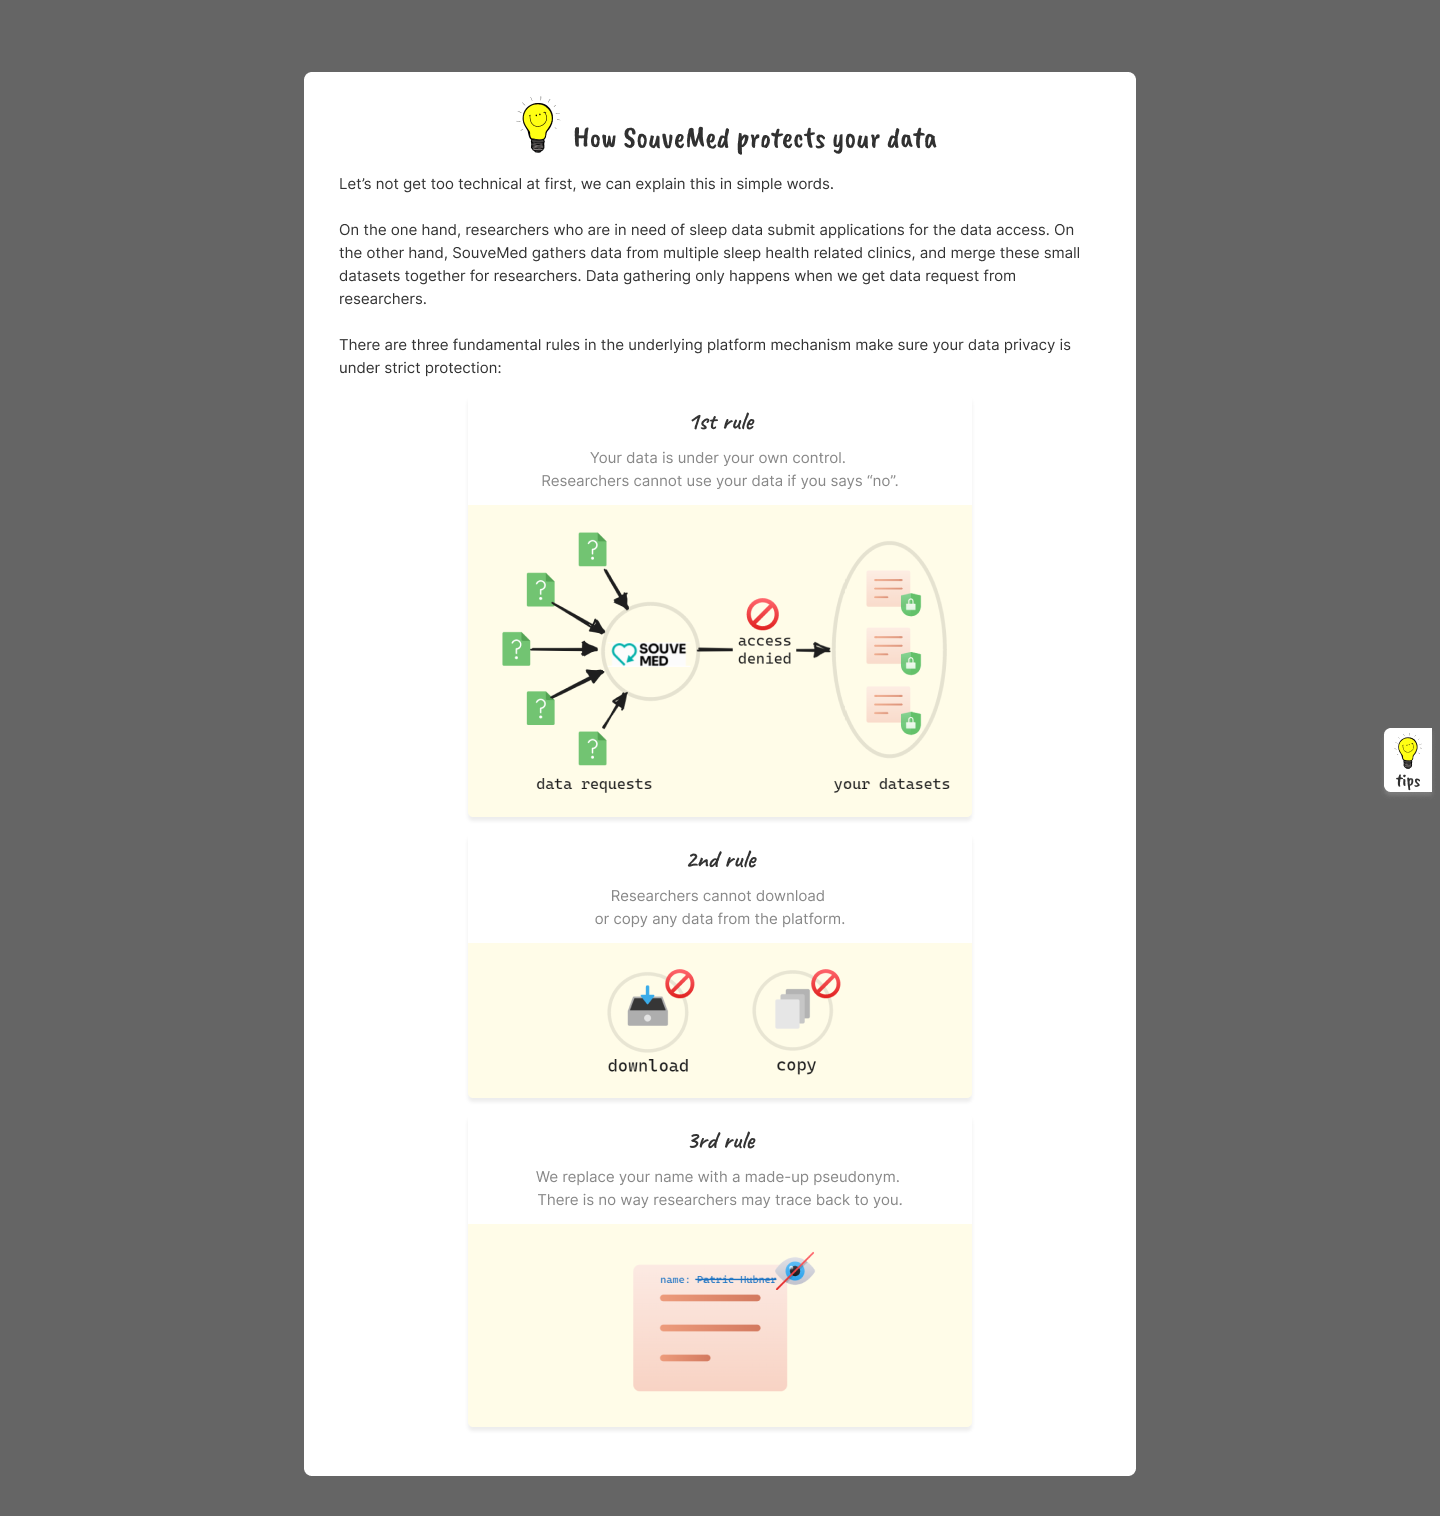 How SouveMed protects your data
Let’s not get too technical at first, we can explain this in simple words.
On the one hand, researchers who are in need of sleep data submit applications for the data access. On
the other hand, SouveMed gathers data from multiple sleep health related clinics, and merge these small
datasets together for researchers. Data gathering only happens when we get data request from
researchers.
There are three fundamental rules in the underlying platform mechanism make sure your data privacy is
under strict protection:
1st rule
Your data is under your own control.
Researchers cannot use your data if you says “no”.
?
?
?
?
?
SOUVE
MED
access
denied
data requests
your datasets
tips
2nd rule
Researchers cannot download
or copy any data from the platform.
download
copy
3rd rule
We replace your name with a made-up pseudonym.
There is no way researchers may trace back to you.
name: Patric Hubner